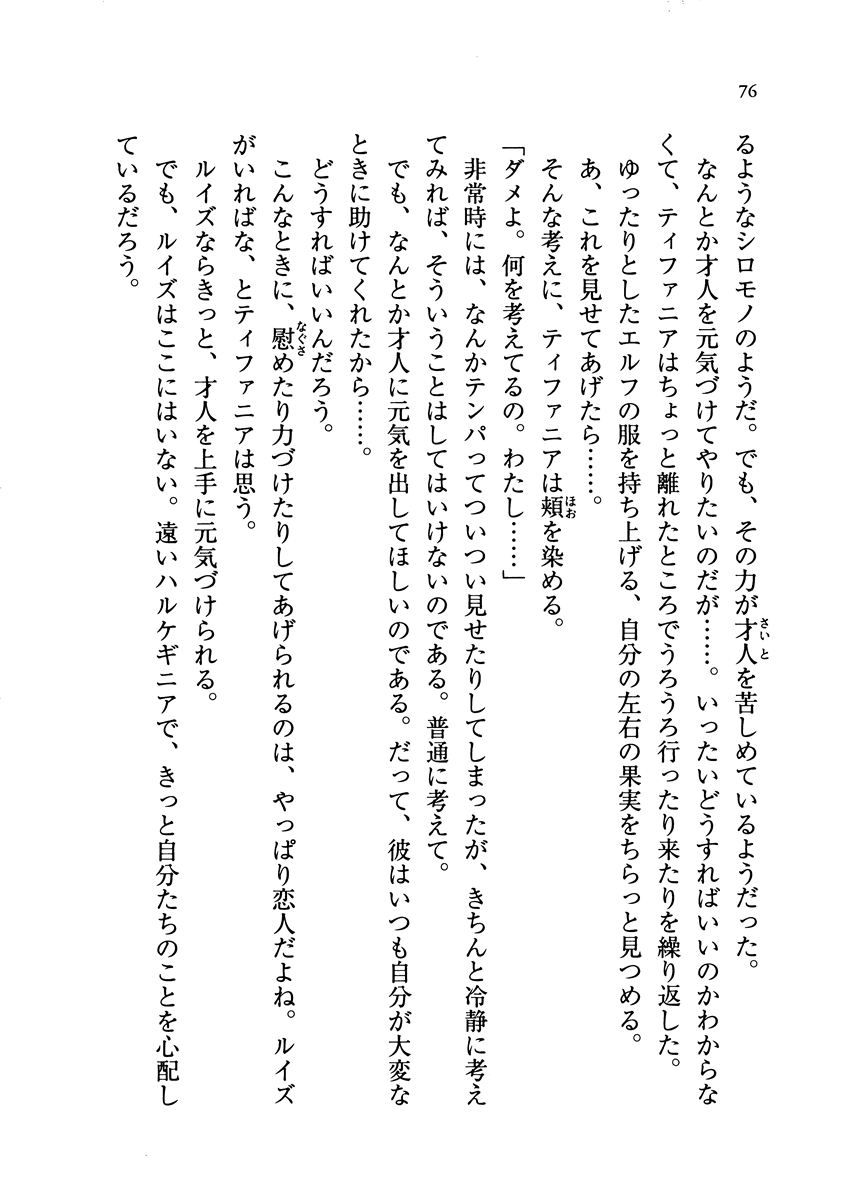 76
るようなシロモノのようだ。でも、その力が才人を苦しめているようだった。
なんとか才人を元気づけてやりたいのだが……。いったいどうすればいいのかわからな
くて、ティファニアはちょっと離れたところでうろうろ行ったり来たりを繰り返した。
ゆったりとしたエルフの服を持ち上げる、自分の左右の果実をちらっと見つめる。
あ、これを見せてあげたら……。
そんな考えに、ティファニアは頬を染める。
「ダメよ。何を考えてるの。わたし……」
非常時には、なんかテンパってついつい見せたりしてしまったが、きちんと冷静に考え
てみれば、そういうことはしてはいけないのである。普通に考えて。
でも、なんとか才人に元気を出してほしいのである。だって、彼はいつも自分が大変な
ときに助けてくれたから……。
どうすればいいんだろう。
こんなときに、慰めたり力づけたりしてあげられるのは、やっぱり恋人だよね。ルイズ
がいればな、とティファニアは思う。
ルイズならきっと、才人を上手に元気づけられる。
でも、ルイズはここにはいない。遠いハルケギニアで、きっと自分たちのことを心配し
ているだろう。